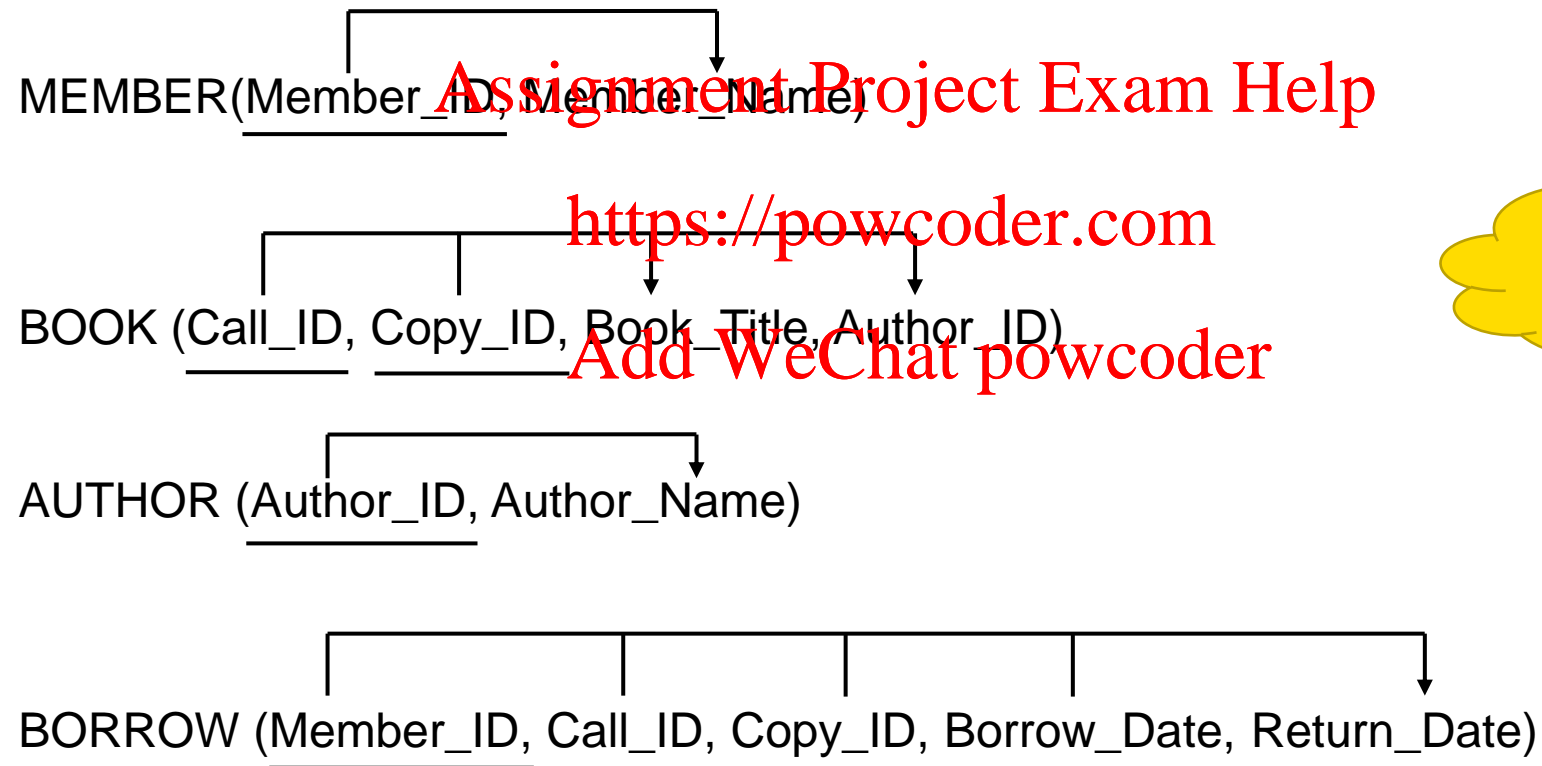 MEMBER(Member_ID, Member_Name)
Assignment Project Exam Help
https://powcoder.com
BOOK (Call_ID, Copy_ID, Book_Title, Author_ID)
Add WeChat powcoder
AUTHOR (Author_ID, Author_Name)
BORROW (Member_ID, Call_ID, Copy_ID, Borrow_Date, Return_Date)